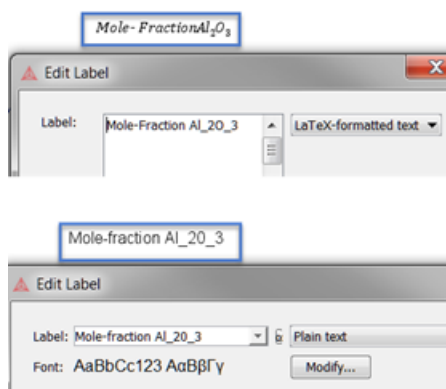 Mole- FractionAl₂O₃
Edit Label
X
Label: Mole-Fraction Al_2O_3 LaTeX-formatted text
Mole-fraction Al_20_3
Edit Label
Label: Mole-fraction Al_20_3 Plain text
Font: AaBbCc123 ΑαΒβΓγ Modify...